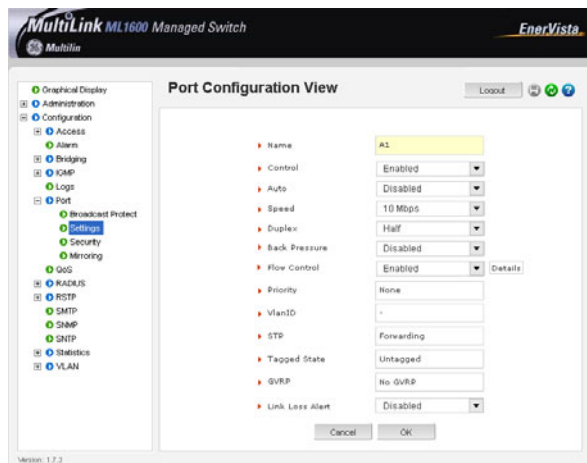 MultiLink ML1600 Managed Switch
EnerVista
Multilin
Port Configuration View
Logout
Graphical Display
Administration
Configuration
Access
Alarm
Bridging
IGMP
Logs
Port
Broadcast Protect
Settings
Security
Mirroring
QoS
RADIUS
RSTP
SMTP
SNMP
SNTP
Statistics
VLAN
Name A1
Control Enabled
Auto Disabled
Speed 10 Mbps
Duplex Half
Back Pressure Disabled
Flow Control Enabled Details
Priority None
VlanID -
STP Forwarding
Tagged State Untagged
GVRP No GVRP
Link Loss Alert Disabled
Cancel OK
Version: 1.7.3